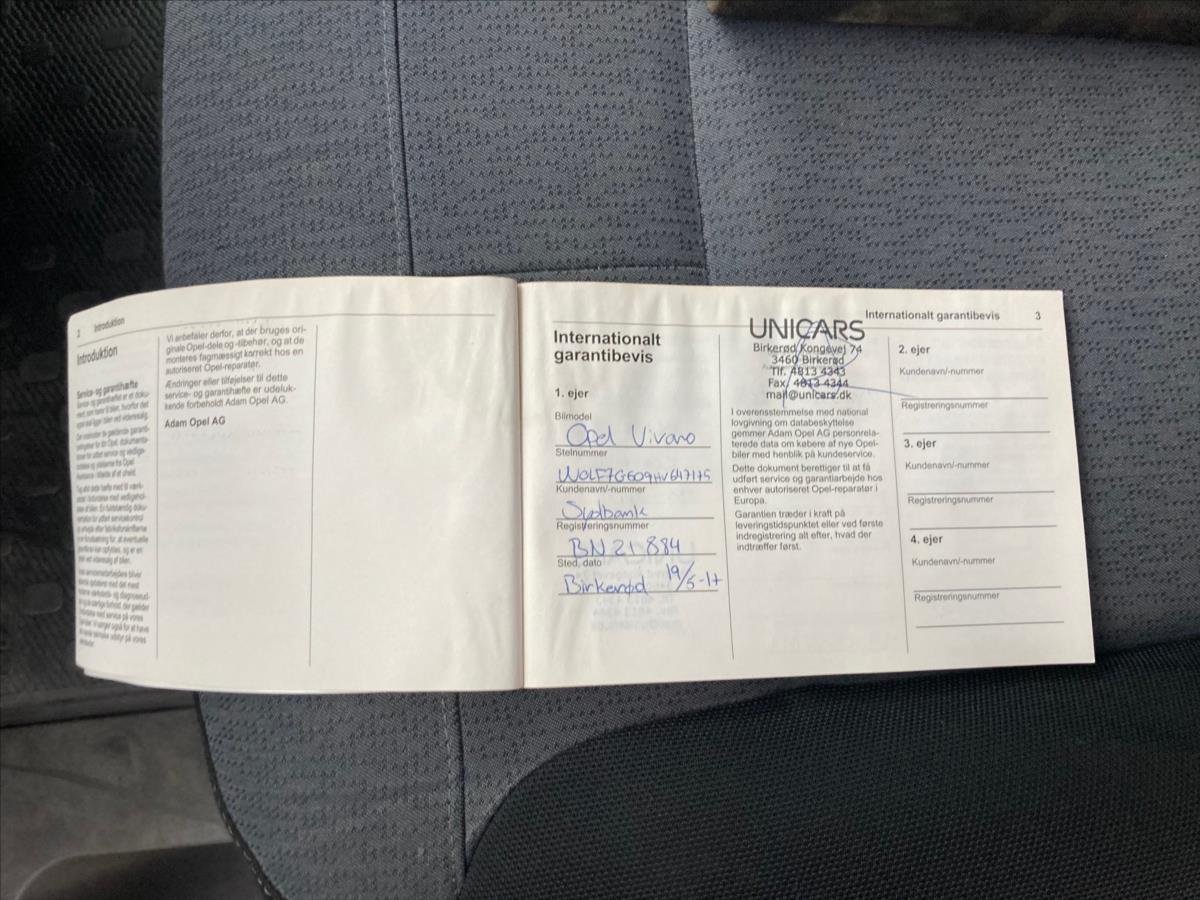 2 Introduktion
Introduktion
Service- og garantihæfte
Vi anbefaler derfor, at der bruges ori-
ginale Opel-dele og -tilbehør, og at de
monteres fagmæssigt korrekt hos en
autoriseret Opel-reparatør.
Ændringer eller tilføjelser til dette
service- og garantihæfte er udeluk-
kende forbeholdt Adam Opel AG.
Adam Opel AG
Internationalt garantibevis 3
Internationalt
garantibevis
1. ejer
Bilmodel
Opel Vivaro
Stelnummer
W0LF7G609HV647175
Kundenavn/-nummer
Sydbank
Registreringsnummer
BN 21 884
Sted, dato
Birkerød 19/5-17
UNICARS
Birkerød Kongevej 74
3460 Birkerød
Tlf. 4813 4343
Fax 4813 4344
mail@unicars.dk
I overensstemmelse med national
lovgivning om databeskyttelse
gemmer Adam Opel AG personrela-
terede data om købere af nye Opel-
biler med henblik på kundeservice.
Dette dokument berettiger til at få
udført service og garantiarbejde hos
enhver autoriseret Opel-reparatør i
Europa.
Garantien træder i kraft på
leveringstidspunktet eller ved første
indregistrering alt efter, hvad der
indtræffer først.
2. ejer
Kundenavn/-nummer
Registreringsnummer
3. ejer
Kundenavn/-nummer
Registreringsnummer
4. ejer
Kundenavn/-nummer
Registreringsnummer